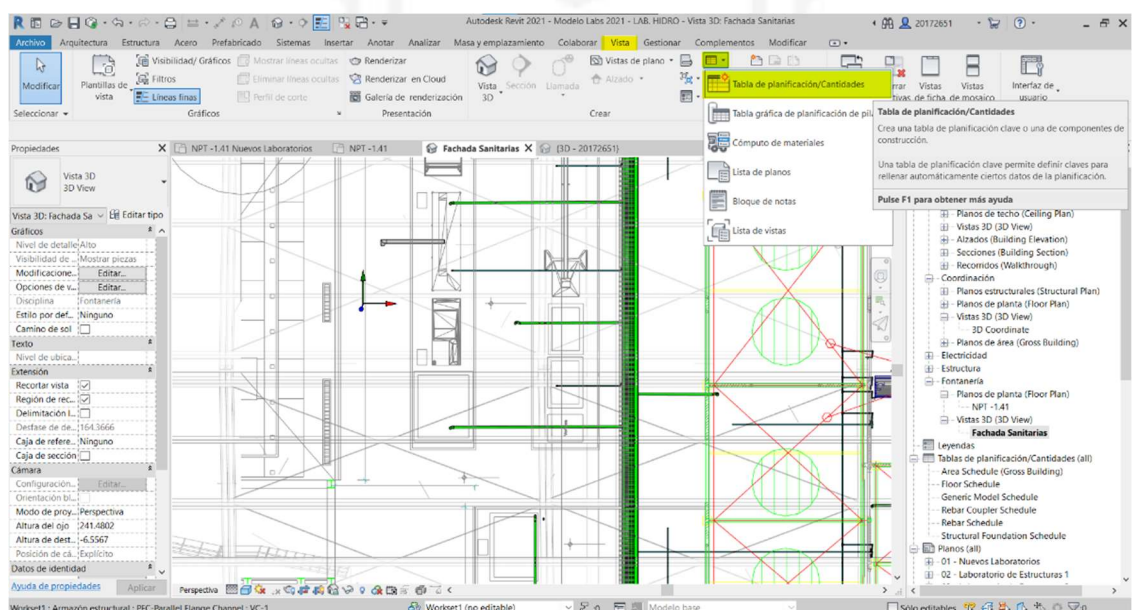 Autodesk Revit 2021 - Modelo Labs 2021 - LAB. HIDRO - Vista 3D: Fachada Sanitarias
20172651
Archivo Arquitectura Estructura Acero Prefabricado Sistemas Insertar Anotar Analizar Masa y emplazamiento Colaborar Vista Gestionar Complementos Modificar
Modificar
Plantillas de vista
Visibilidad/ Gráficos
Filtros
Líneas finas
Mostrar líneas ocultas
Eliminar líneas ocultas
Perfil de corte
Renderizar
Renderizar en Cloud
Galería de renderización
Vista 3D
Sección
Llamada
Vistas de plano
Alzado
Vistas
Vistas
de ficha de mosaico
Interfaz de usuario
Seleccionar
Gráficos
Presentación
Crear
Tabla de planificación/Cantidades
Tabla gráfica de planificación de pil
Cómputo de materiales
Lista de planos
Bloque de notas
Lista de vistas
Tabla de planificación/Cantidades
Crea una tabla de planificación clave o una de componentes de
construcción.
Una tabla de planificación clave permite definir claves para
rellenar automáticamente ciertos datos de la planificación.
Pulse F1 para obtener más ayuda
Propiedades X
NPT -1.41 Nuevos Laboratorios
NPT -1.41
Fachada Sanitarias X
{3D - 20172651}
Vista 3D
3D View
Vista 3D: Fachada Sa
Editar tipo
Gráficos
Nivel de detalle Alto
Visibilidad de ... Mostrar piezas
Modificacione... Editar...
Opciones de v... Editar...
Disciplina Fontanería
Estilo por def... Ninguno
Camino de sol
Texto
Nivel de ubica...
Extensión
Recortar vista
Región de rec...
Delimitación l...
Desfase de de... 164.3666
Caja de refere... Ninguno
Caja de sección
Cámara
Configuración... Editar...
Orientación bl...
Modo de proy... Perspectiva
Altura del ojo 241.4802
Altura de dest... -6.5567
Posición de cá... Explícito
Datos de identidad
Ayuda de propiedades
Aplicar
Planos de techo (Ceiling Plan)
Vistas 3D (3D View)
Alzados (Building Elevation)
Secciones (Building Section)
Recorridos (Walkthrough)
Coordinación
Planos estructurales (Structural Plan)
Planos de planta (Floor Plan)
Vistas 3D (3D View)
3D Coordinate
Planos de área (Gross Building)
Electricidad
Estructura
Fontanería
Planos de planta (Floor Plan)
NPT -1.41
Vistas 3D (3D View)
Fachada Sanitarias
Leyendas
Tablas de planificación/Cantidades (all)
Area Schedule (Gross Building)
Floor Schedule
Generic Model Schedule
Rebar Coupler Schedule
Rebar Schedule
Structural Foundation Schedule
Planos (all)
01 - Nuevos Laboratorios
02 - Laboratorio de Estructuras 1
Perspectiva
Workset1 : Armazón estructural : PFC-Parallel Flange Channel : VC-1
Workset1 (no editable)
Modelo base
Sólo editables